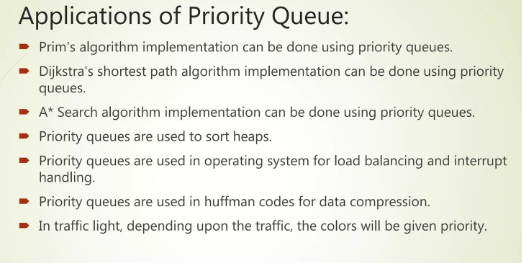 Applications of Priority Queue:
Prim's algorithm implementation can be done using priority queues.
Dijkstra's shortest path algorithm implementation can be done using priority
queues.
A* Search algorithm implementation can be done using priority queues.
Priority queues are used to sort heaps.
Priority queues are used in operating system for load balancing and interrupt
handling.
Priority queues are used in huffman codes for data compression.
In traffic light, depending upon the traffic, the colors will be given priority.